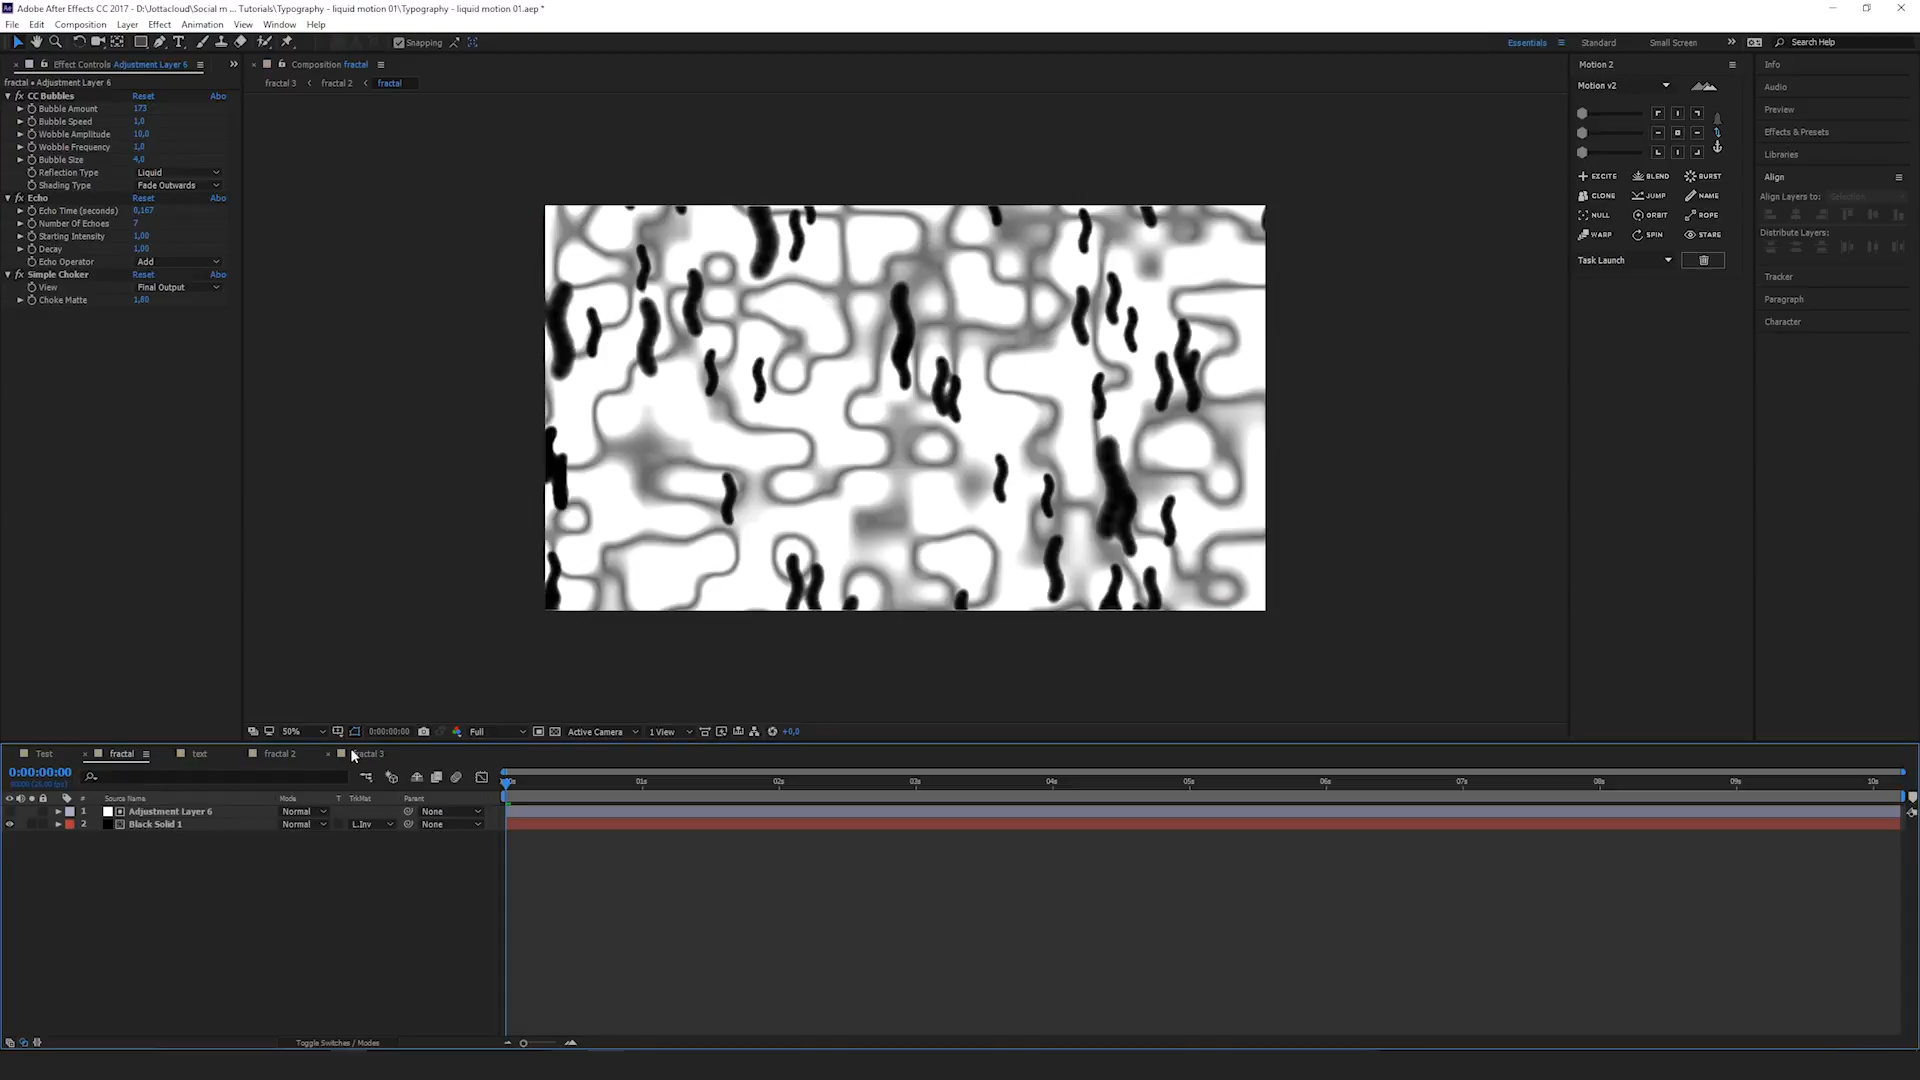 Adobe After Effects CC 2017 - D:\Jottacloud\Social m ... Tutorials\Typography - liquid motion 01\Typography - liquid motion 01.aep *
File Edit Composition Layer Effect Animation View Window Help
Snapping
Essentials
Standard
Small Screen
Search Help
Effect Controls Adjustment Layer 6
fractal • Adjustment Layer 6
fx CC Bubbles Reset Abo
Bubble Amount 173
Bubble Speed 1,0
Wobble Amplitude 10,0
Wobble Frequency 1,0
Bubble Size 4,0
Reflection Type Liquid
Shading Type Fade Outwards
fx Echo Reset Abo
Echo Time (seconds) 0,167
Number Of Echoes 7
Starting Intensity 1,00
Decay 1,00
Echo Operator Add
fx Simple Choker Reset Abo
View Final Output
Choke Matte 1,80
Composition fractal
fractal 3 fractal 2 fractal
Motion 2
Motion v2
EXCITE BLEND BURST
CLONE JUMP NAME
NULL ORBIT ROPE
WARP SPIN STARE
Task Launch
Info
Audio
Preview
Effects & Presets
Libraries
Align
Align Layers to: Selection
Distribute Layers:
Tracker
Paragraph
Character
50% 0:00:00:00 Full Active Camera 1 View +0,0
Test fractal text fractal 2 fractal 3
0:00:00:00
# Source Name Mode T TrkMat Parent
1 Adjustment Layer 6 Normal None
2 Black Solid 1 Normal L.Inv None
01s 02s 03s 04s 05s 06s 07s 08s 09s 10s
Toggle Switches / Modes